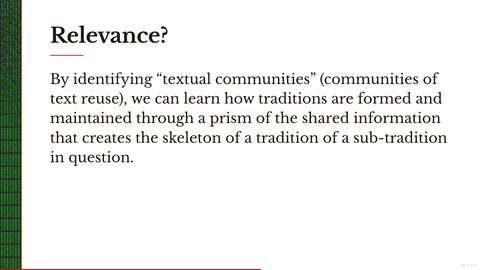 Relevance?
By identifying “textual communities” (communities of
text reuse), we can learn how traditions are formed and
maintained through a prism of the shared information
that creates the skeleton of a tradition of a sub-tradition
in question.